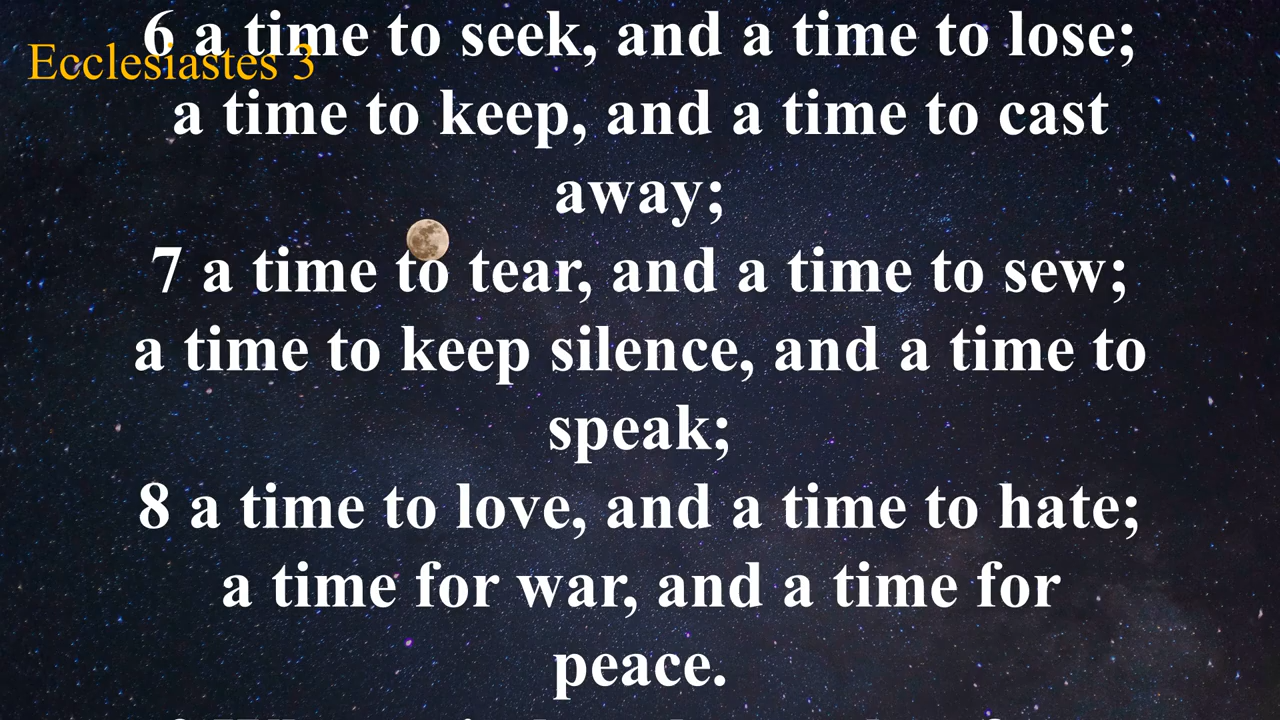 6 a time to seek, and a time to lose;
Ecclesiastes 3
a time to keep, and a time to cast
away;
7 a time to tear, and a time to sew;
a time to keep silence, and a time to
speak;
8 a time to love, and a time to hate;
a time for war, and a time for
peace.